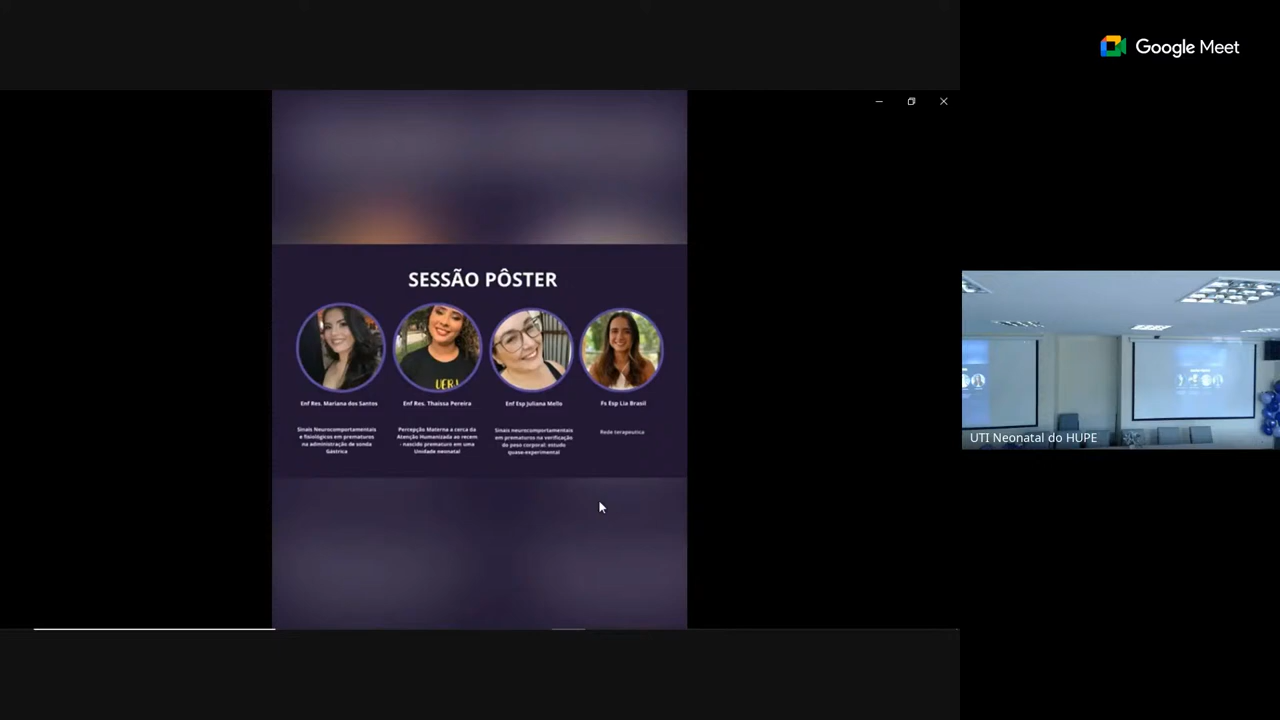 Google Meet
SESSÃO PÔSTER
UERJ
Enf Res. Mariana dos Santos
Enf Res. Thaissa Pereira
Enf Esp Juliana Mello
Fs Esp Lia Brasil
Sinais Neurocomportamentais
e fisiológicos em prematuros
na administração de sonda
Gástrica
Percepção Materna a cerca da
Atenção Humanizada ao recem
- nascido prematuro em uma
Unidade neonatal
Sinais neurocomportamentais
em prematuros na verificação
do peso corporal: estudo
quase-experimental
Rede terapeutica
UTI Neonatal do HUPE